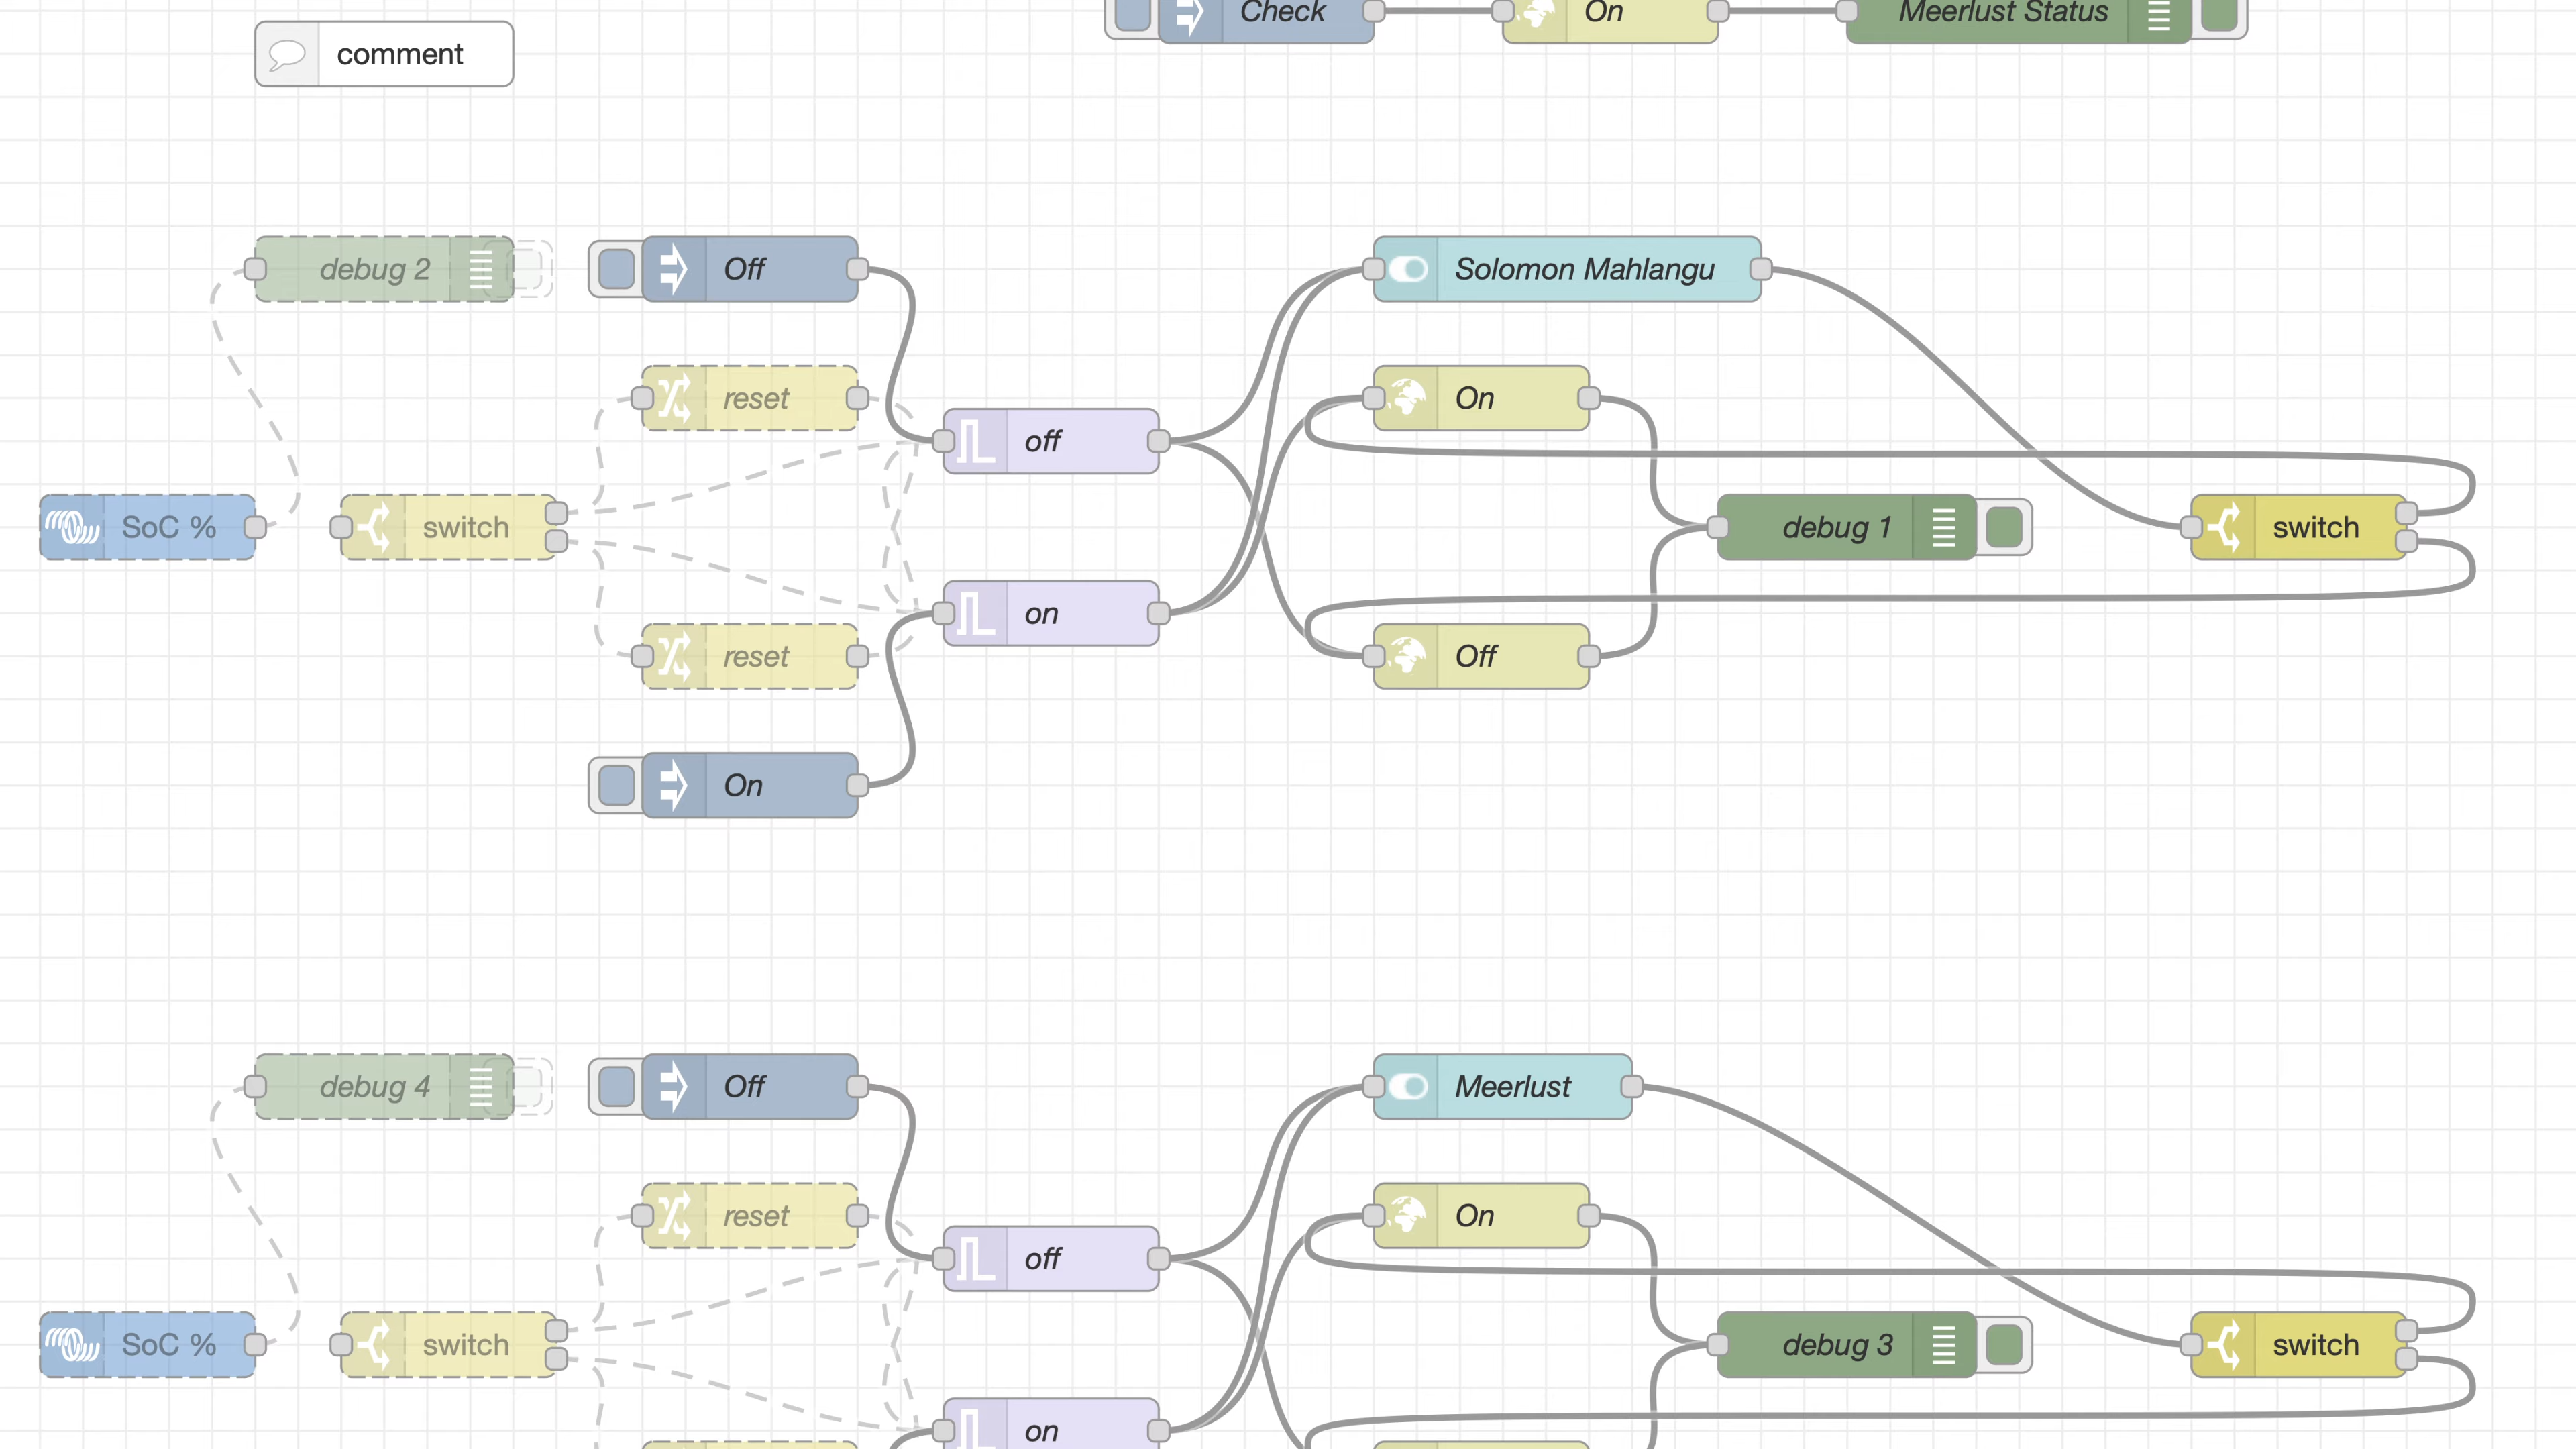 Check
On
Meerlust Status
comment
debug 2
Off
Solomon Mahlangu
reset
On
off
SoC %
switch
debug 1
switch
on
reset
Off
On
debug 4
Off
Meerlust
reset
On
off
SoC %
switch
debug 3
switch
on